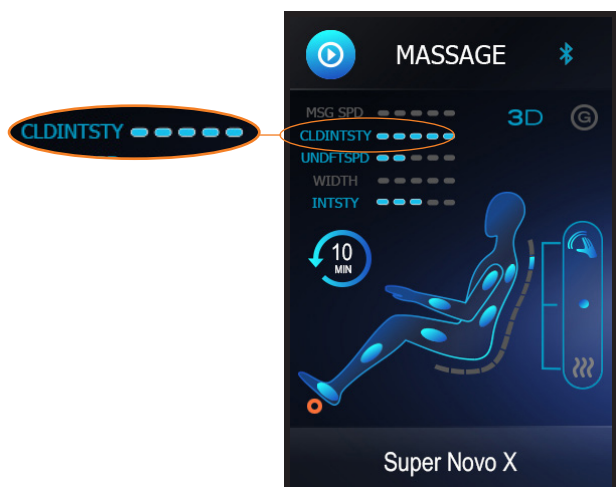 MASSAGE
CLDINTSTY
MSG SPD
3D
G
CLDINTSTY
UNDFTSPD
WIDTH
INTSTY
10
MIN
Super Novo X